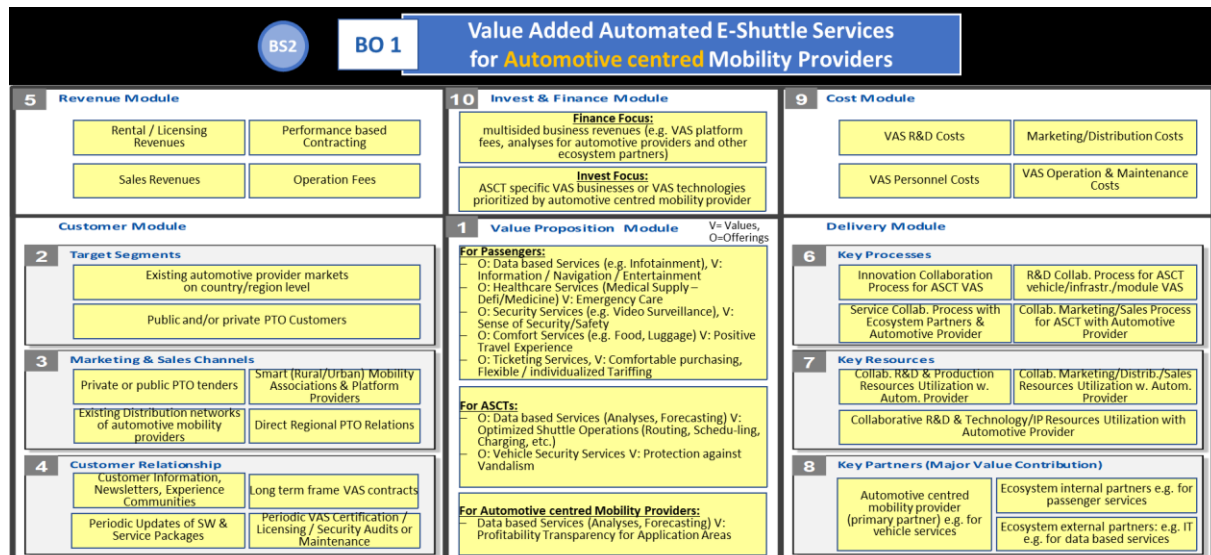 BS2
BO 1
Value Added Automated E-Shuttle Services
for Automotive centred Mobility Providers
5 Revenue Module
Rental / Licensing
Revenues
Performance based
Contracting
Sales Revenues
Operation Fees
10 Invest & Finance Module
Finance Focus:
multisided business revenues (e.g. VAS platform
fees, analyses for automotive providers and other
ecosystem partners)
Invest Focus:
ASCT specific VAS businesses or VAS technologies
prioritized by automotive centred mobility provider
9 Cost Module
VAS R&D Costs
Marketing/Distribution Costs
VAS Personnel Costs
VAS Operation & Maintenance
Costs
Customer Module
2 Target Segments
Existing automotive provider markets
on country/region level
Public and/or private PTO Customers
3 Marketing & Sales Channels
Private or public PTO tenders
Smart (Rural/Urban) Mobility
Associations & Platform
Providers
Existing Distribution networks
of automotive mobility
providers
Direct Regional PTO Relations
4 Customer Relationship
Customer Information,
Newsletters, Experience
Communities
Long term frame VAS contracts
Periodic Updates of SW &
Service Packages
Periodic VAS Certification /
Licensing / Security Audits or
Maintenance
1 Value Proposition Module
V= Values,
O=Offerings
For Passengers:
– O: Data based Services (e.g. Infotainment), V:
Information / Navigation / Entertainment
– O: Healthcare Services (Medical Supply –
Defi/Medicine) V: Emergency Care
– O: Security Services (e.g. Video Surveillance), V:
Sense of Security/Safety
– O: Comfort Services (e.g. Food, Luggage) V: Positive
Travel Experience
– O: Ticketing Services, V: Comfortable purchasing,
Flexible / individualized Tariffing
For ASCTs:
– O: Data based Services (Analyses, Forecasting) V:
Optimized Shuttle Operations (Routing, Schedu-ling,
Charging, etc.)
– O: Vehicle Security Services V: Protection against
Vandalism
For Automotive centred Mobility Providers:
– Data based Services (Analyses, Forecasting) V:
Profitability Transparency for Application Areas
Delivery Module
6 Key Processes
Innovation Collaboration
Process for ASCT VAS
R&D Collab. Process for ASCT
vehicle/infrastr./module VAS
Service Collab. Process with
Ecosystem Partners &
Automotive Provider
Collab. Marketing/Sales Process
for ASCT with Automotive
Provider
7 Key Resources
Collab. R&D & Production
Resources Utilization w.
Autom. Provider
Collab. Marketing/Distrib./Sales
Resources Utilization w. Autom.
Provider
Collaborative R&D & Technology/IP Resources Utilization with
Automotive Provider
8 Key Partners (Major Value Contribution)
Automotive centred
mobility provider
(primary partner) e.g. for
vehicle services
Ecosystem internal partners e.g. for
passenger services
Ecosystem external partners: e.g. IT
e.g. for data based services